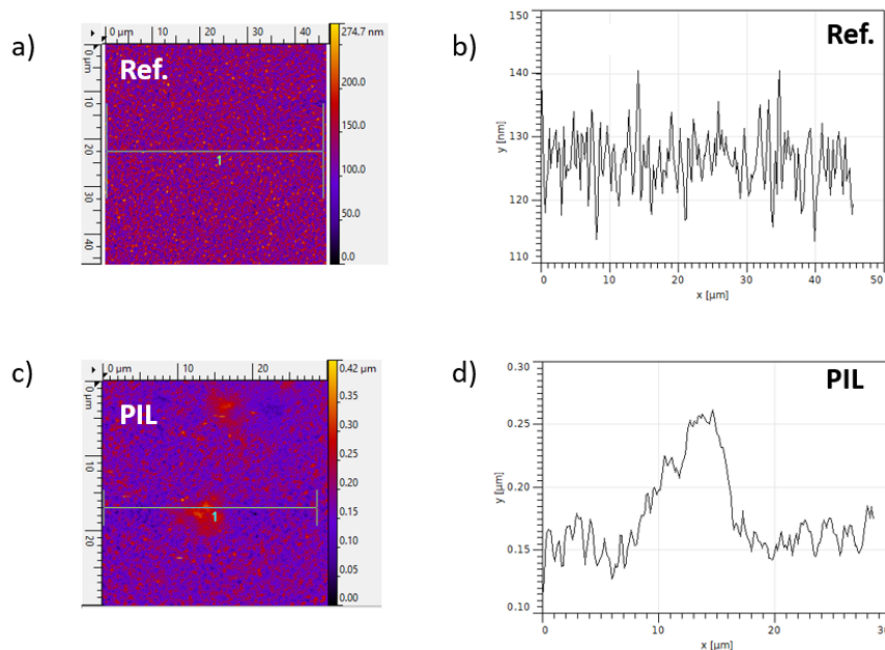 a)
0 µm 10 20 30 40
0 µm
10
20
30
40
Ref.
1
274.7 nm
200.0
150.0
100.0
50.0
0.0
b)
Ref.
150
140
130
120
110
y [nm]
0 10 20 30 40 50
x [µm]
c)
0 µm 10 20
0 µm
10
20
PIL
1
0.42 µm
0.35
0.30
0.25
0.20
0.15
0.10
0.00
d)
PIL
0.30
0.25
0.20
0.15
0.10
y [µm]
0 10 20 30
x [µm]